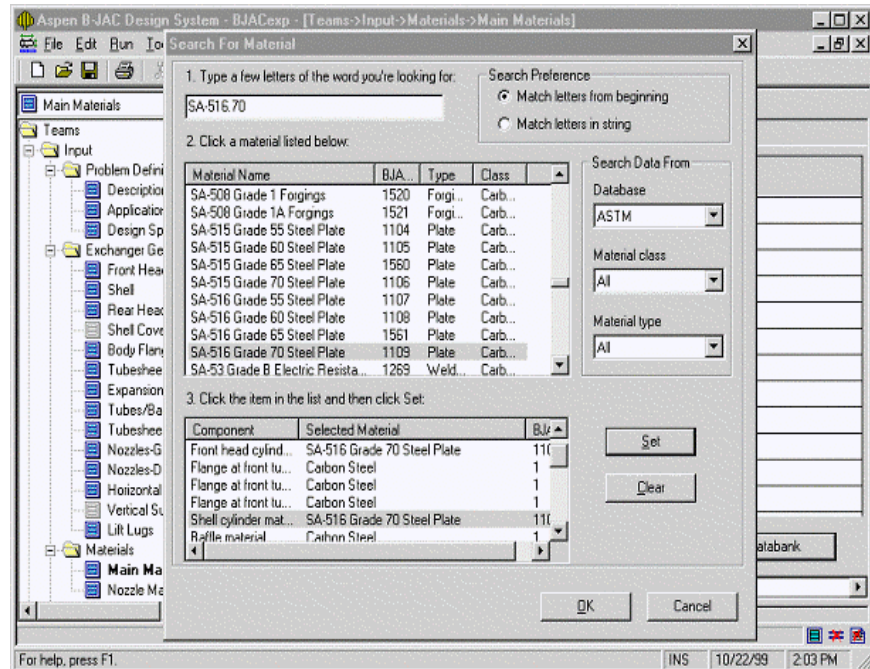 Aspen B-JAC Design System - BJACexp - [Teams->Input->Materials->Main Materials]
File Edit Run
Search For Material
Main Materials
Teams
Input
Problem Defini
Description
Application
Design Sp
Exchanger Ge
Front Head
Shell
Rear Head
Shell Cove
Body Flang
Tubeshee
Expansion
Tubes/Ba
Tubeshee
Nozzles-G
Nozzles-D
Horizontal
Vertical Su
Lift Lugs
Materials
Main Ma
Nozzle Ma
1. Type a few letters of the word you're looking for:
SA-516.70
Search Preference
Match letters from beginning
Match letters in string
2. Click a material listed below:
Material Name BJA... Type Class
SA-508 Grade 1 Forgings 1520 Forgi... Carb...
SA-508 Grade 1A Forgings 1521 Forgi... Carb...
SA-515 Grade 55 Steel Plate 1104 Plate Carb...
SA-515 Grade 60 Steel Plate 1105 Plate Carb...
SA-515 Grade 65 Steel Plate 1560 Plate Carb...
SA-515 Grade 70 Steel Plate 1106 Plate Carb...
SA-516 Grade 55 Steel Plate 1107 Plate Carb...
SA-516 Grade 60 Steel Plate 1108 Plate Carb...
SA-516 Grade 65 Steel Plate 1561 Plate Carb...
SA-516 Grade 70 Steel Plate 1109 Plate Carb...
SA-53 Grade B Electric Resista... 1269 Weld... Carb...
Search Data From
Database
ASTM
Material class
All
Material type
All
3. Click the item in the list and then click Set:
Component Selected Material BJA
Front head cylind... SA-516 Grade 70 Steel Plate 110
Flange at front tu... Carbon Steel 1
Flange at front tu... Carbon Steel 1
Flange at front tu... Carbon Steel 1
Shell cylinder mat... SA-516 Grade 70 Steel Plate 110
Baffle material Carbon Steel 1
Set
Clear
atabank
OK Cancel
For help, press F1. INS 10/22/99 2:03 PM